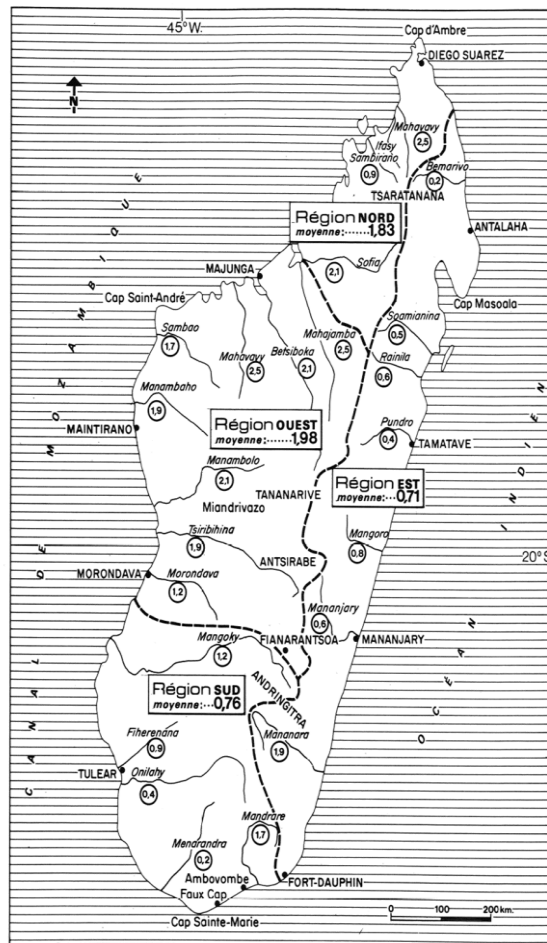 45°W.
Cap d'Ambre
DIEGO SUAREZ
N
Mahavavy
2,5
Ifasy
Sambirano
0,9
Bemarivo
0,2
TSARATANANA
Région NORD
moyenne:.......1,83
ANTALAHA
Sofia
2,1
MAJUNGA
Cap Saint-André
Cap Masoala
Sambao
1,7
Mahavavy
2,5
Betsiboka
2,1
Mahajamba
2,5
Soamianina
0,5
Rainila
0,6
Manambaho
1,9
MAINTIRANO
Région OUEST
moyenne:.......1,98
Pundro
0,4
TAMATAVE
Manambolo
2,1
Région EST
moyenne:....0,71
TANANARIVE
Miandrivazo
Tsiribihina
1,9
Mangoro
0,8
20°S
ANTSIRABE
MORONDAVA
Morondava
1,2
Mananjary
0,6
MANANJARY
FIANARANTSOA
Mangoky
1,2
ANDRINGITRA
Région SUD
moyenne:...0,76
Fiherenana
0,9
Mananara
1,9
TULEAR
Onilahy
0,4
Mandrare
1,7
Menarandra
0,2
Ambovombe
FORT-DAUPHIN
Faux Cap
Cap Sainte-Marie
0 100 200 km.
CANAL DE MOZAMBIQUE
OCEAN INDIEN